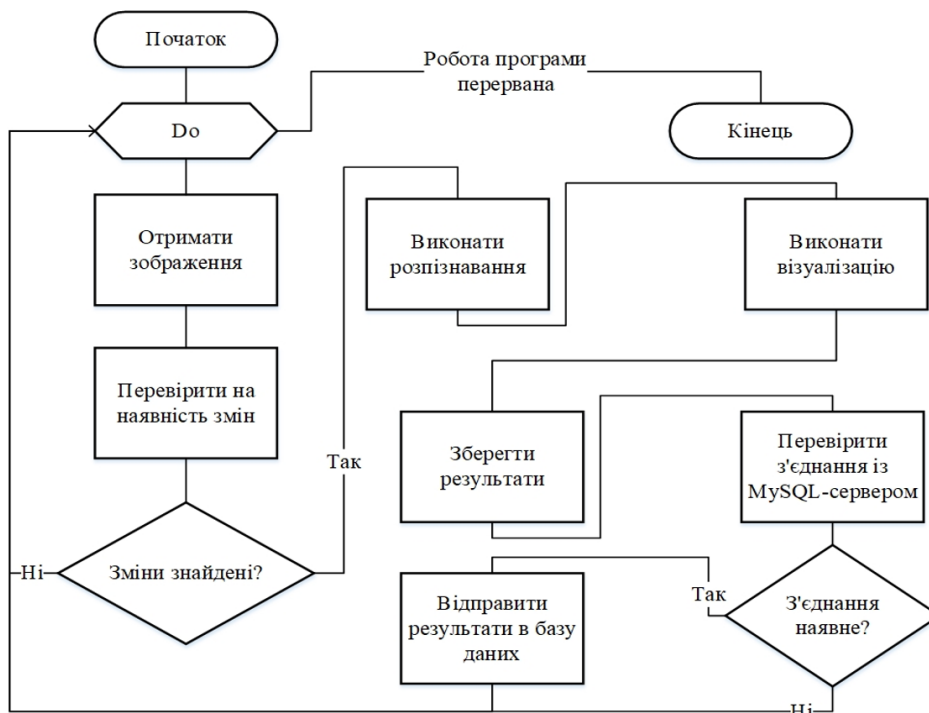 Початок
Робота програми
перервана
Do
Кінець
Отримати
зображення
Виконати
розпізнавання
Виконати
візуалізацію
Перевірити на
наявність змін
Так
Зберегти
результати
Перевірити
з'єднання із
MySQL-сервером
Ні
Зміни знайдені?
Відправити
результати в базу
даних
Так
З'єднання
наявне?
Ні